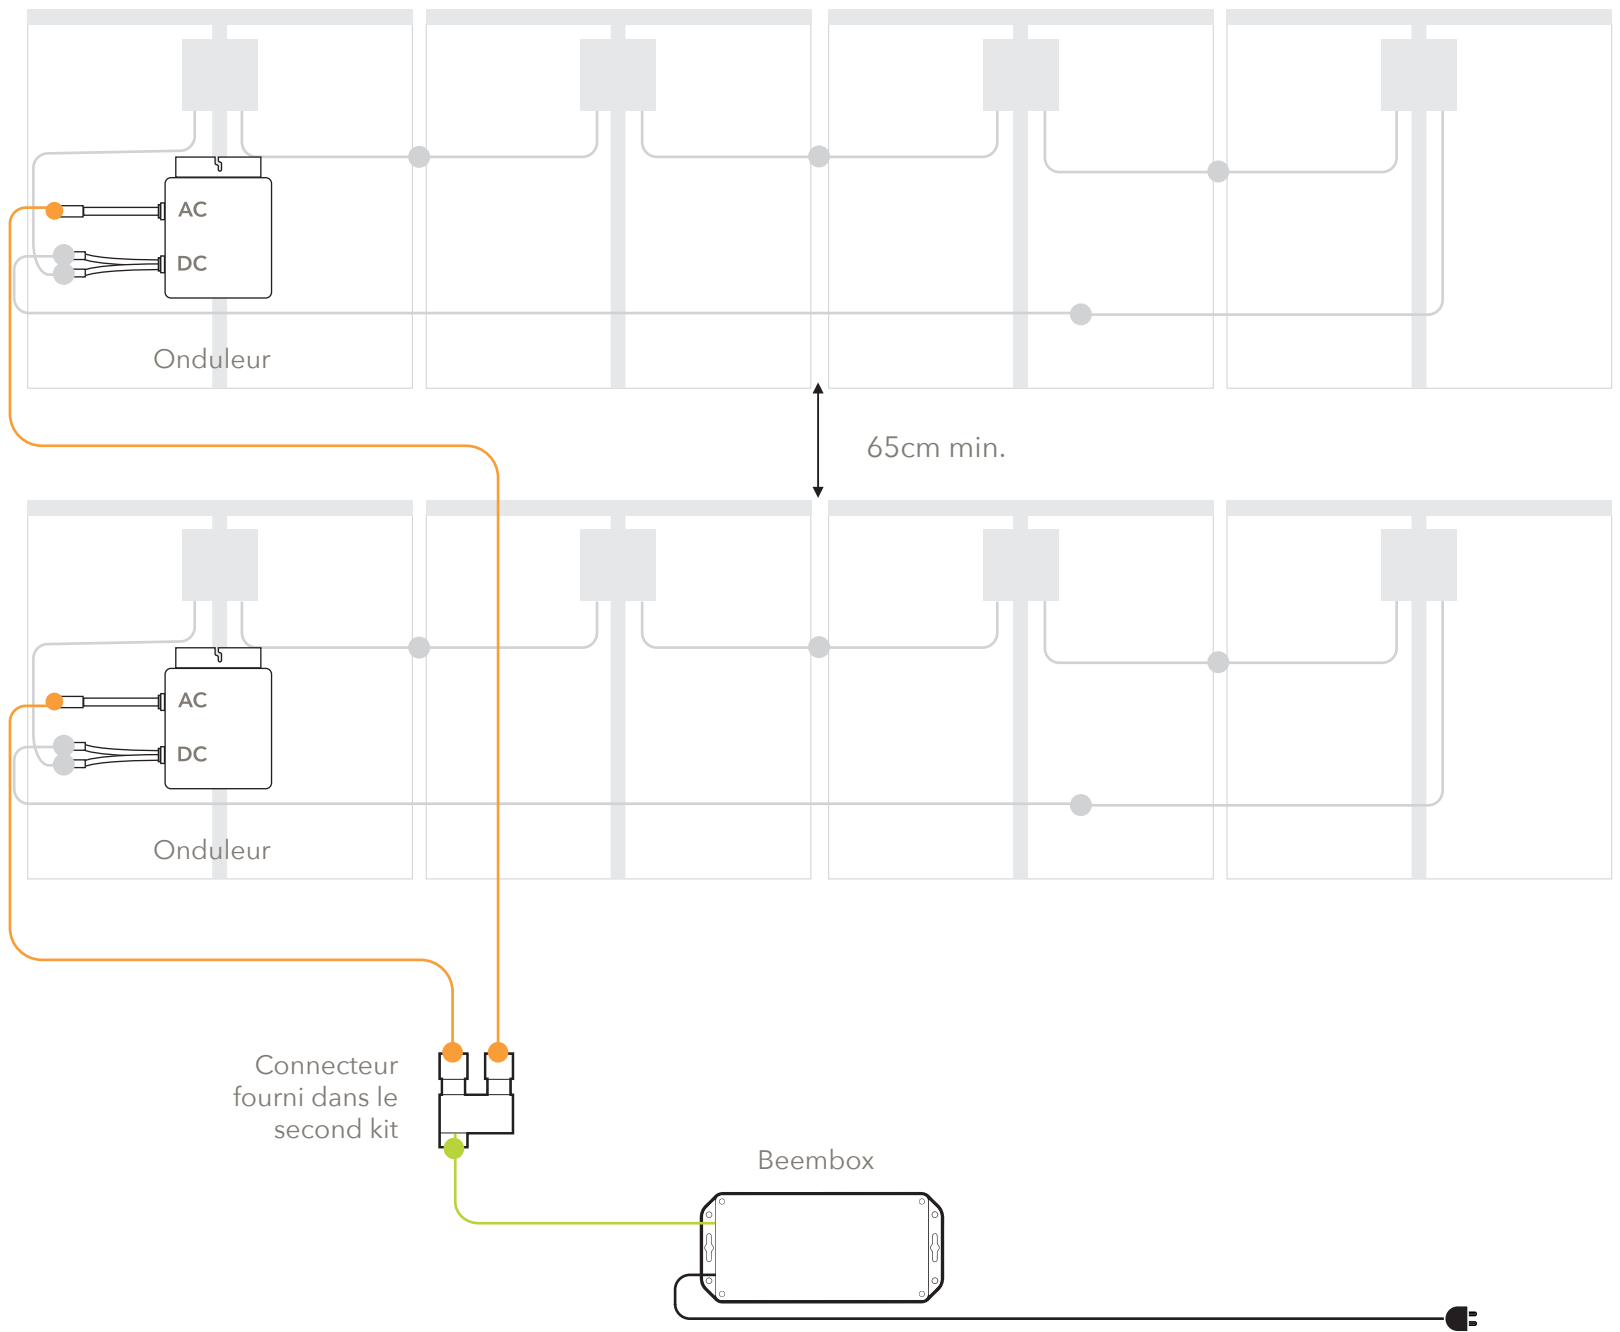 AC
DC
Onduleur
65cm min.
AC
DC
Onduleur
Connecteur
fourni dans le
second kit
Beembox